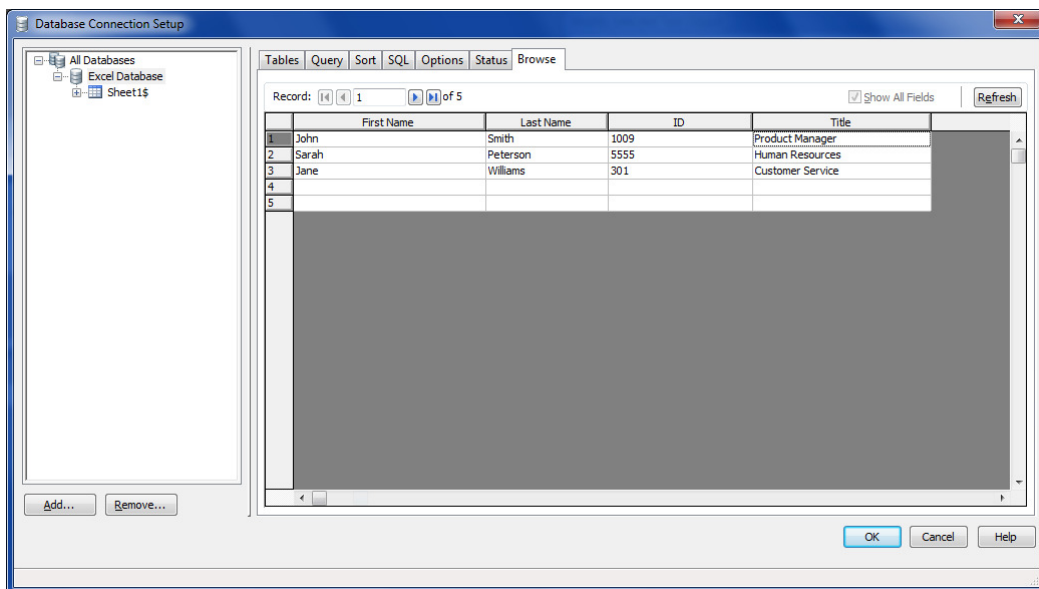 Database Connection Setup
All Databases
Excel Database
Sheet1$
Add... Remove...
Tables Query Sort SQL Options Status Browse
Record: 1 of 5 Show All Fields Refresh
First Name Last Name ID Title
1 John Smith 1009 Product Manager
2 Sarah Peterson 5555 Human Resources
3 Jane Williams 301 Customer Service
4
5
OK Cancel Help